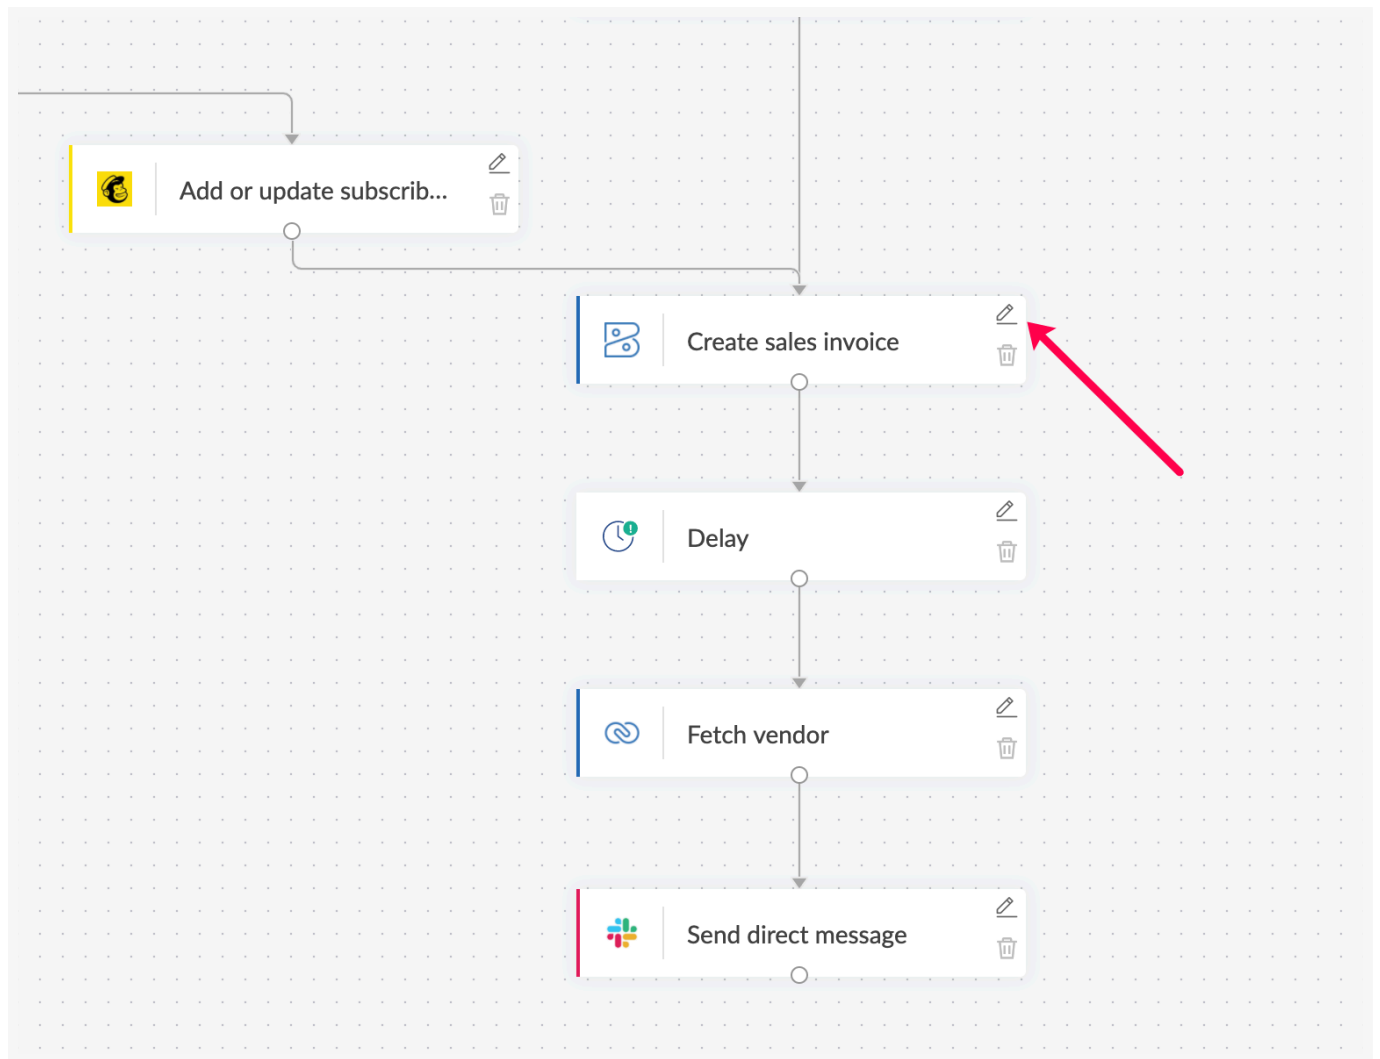 Add or update subscrib...
Create sales invoice
Delay
Fetch vendor
Send direct message